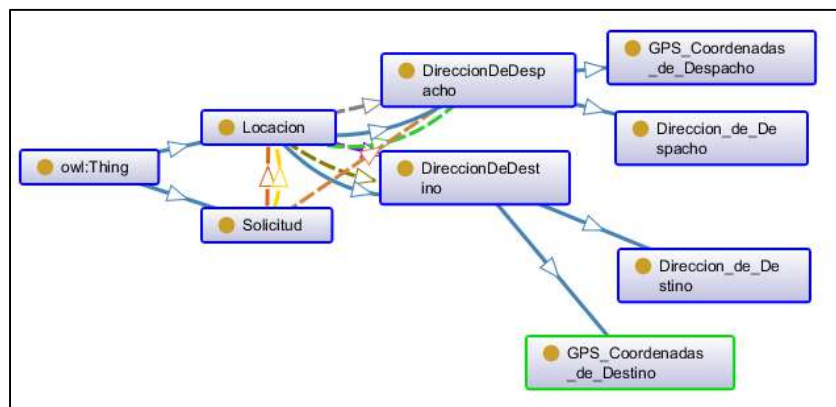 GPS_Coordenadas
_de_Despacho
DireccionDeDesp
acho
Locacion
Direccion_de_De
spacho
owl:Thing
DireccionDeDest
ino
Solicitud
Direccion_de_De
stino
GPS_Coordenadas
_de_Destino